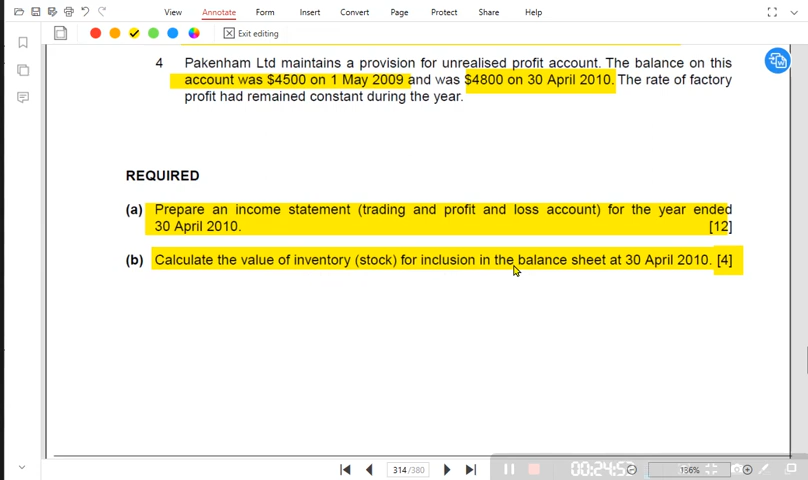 View Annotate Form Insert Convert Page Protect Share Help
Exit editing
4 Pakenham Ltd maintains a provision for unrealised profit account. The balance on this
account was $4500 on 1 May 2009 and was $4800 on 30 April 2010. The rate of factory
profit had remained constant during the year.
REQUIRED
(a) Prepare an income statement (trading and profit and loss account) for the year ended
30 April 2010. [12]
(b) Calculate the value of inventory (stock) for inclusion in the balance sheet at 30 April 2010. [4]
314/380
186%